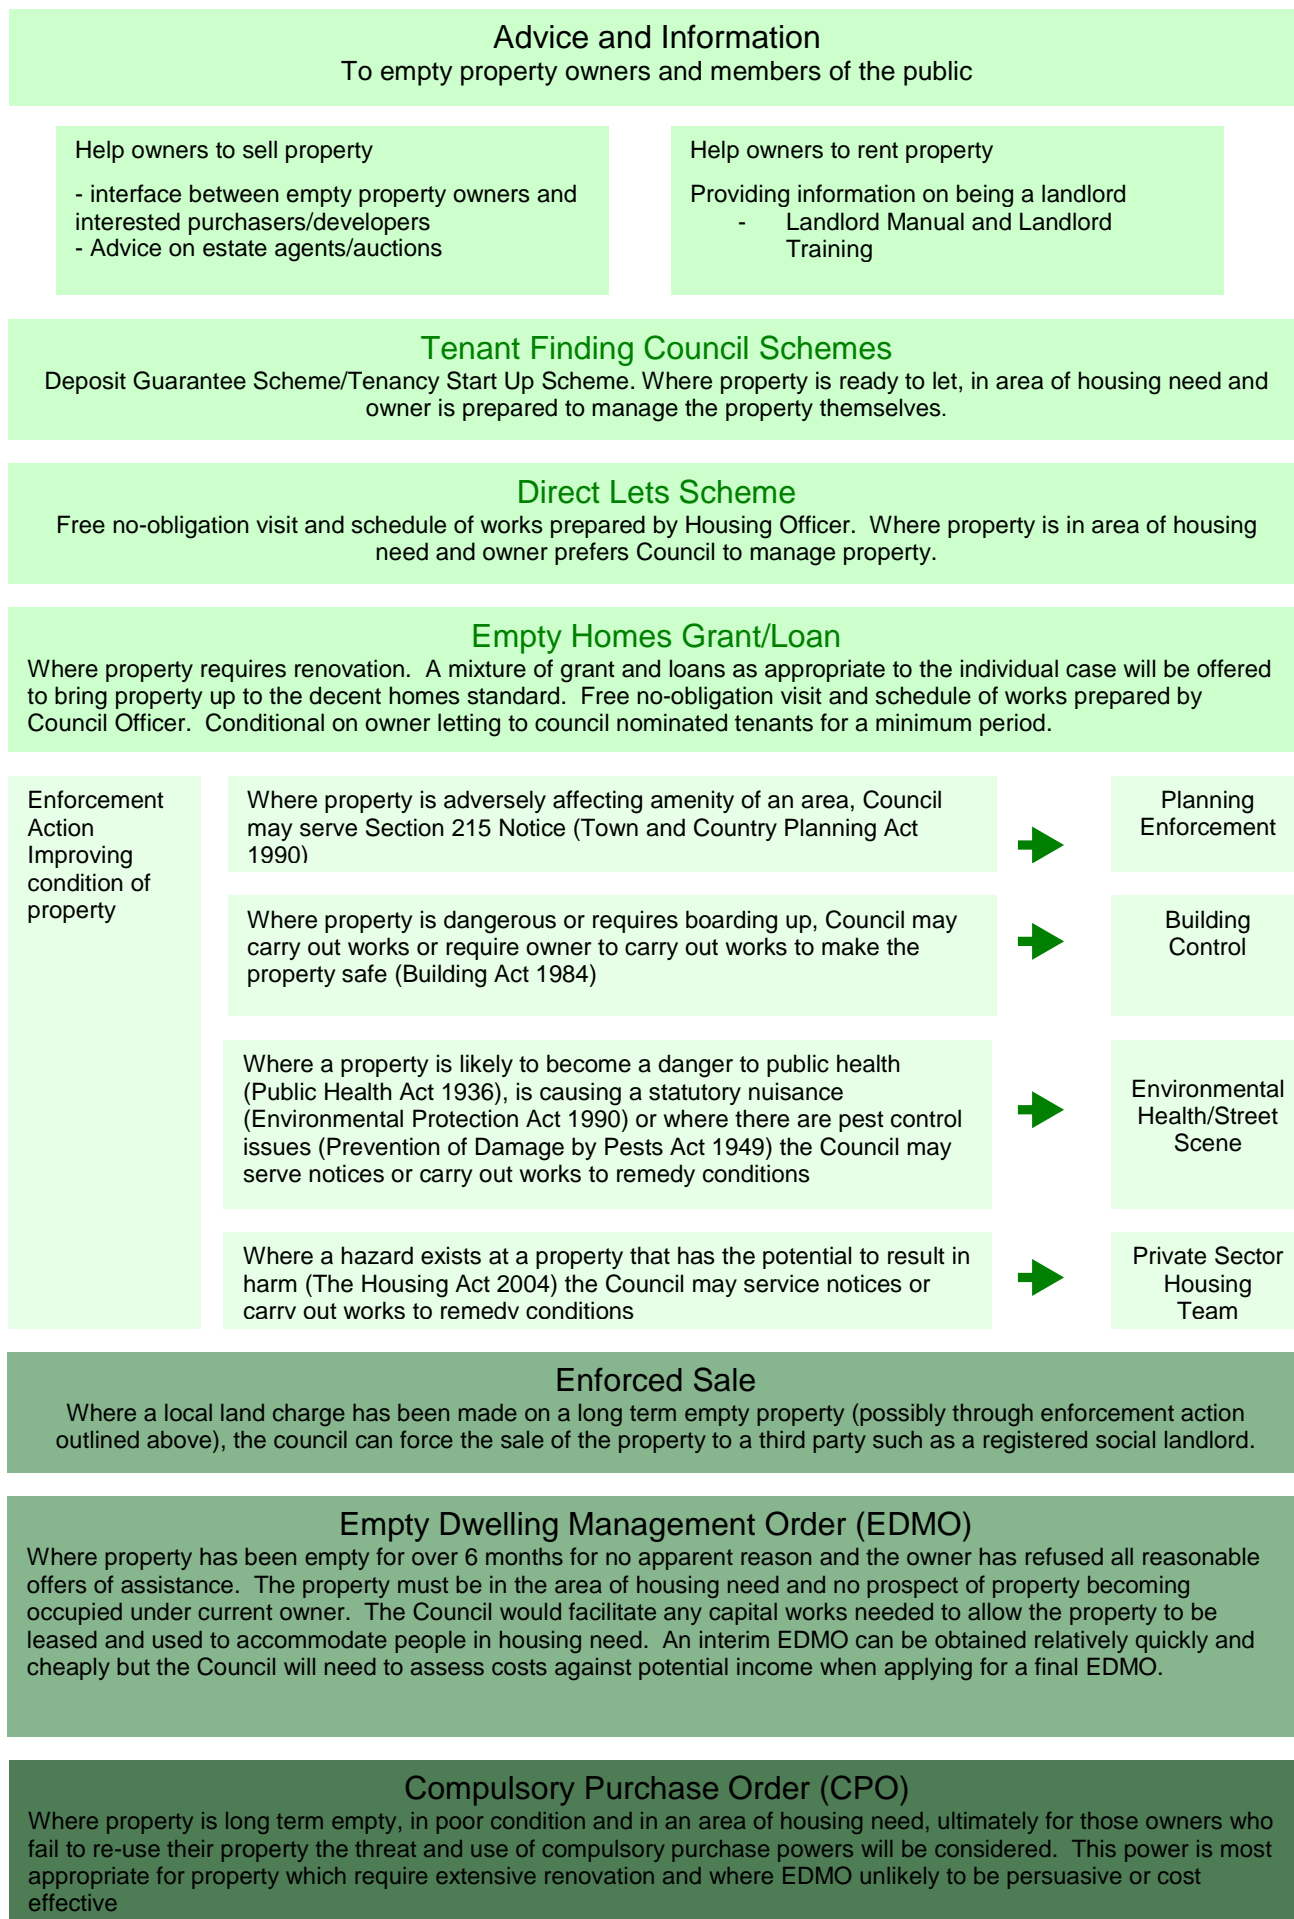 Advice and Information
To empty property owners and members of the public
Help owners to sell property
- interface between empty property owners and
interested purchasers/developers
- Advice on estate agents/auctions
Help owners to rent property
Providing information on being a landlord
- Landlord Manual and Landlord
Training
Tenant Finding Council Schemes
Deposit Guarantee Scheme/Tenancy Start Up Scheme. Where property is ready to let, in area of housing need and
owner is prepared to manage the property themselves.
Direct Lets Scheme
Free no-obligation visit and schedule of works prepared by Housing Officer.  Where property is in area of housing
need and owner prefers Council to manage property.
Empty Homes Grant/Loan
Where property requires renovation.  A mixture of grant and loans as appropriate to the individual case will be offered
to bring property up to the decent homes standard.  Free no-obligation visit and schedule of works prepared by
Council Officer.  Conditional on owner letting to council nominated tenants for a minimum period.
Enforcement
Action
Improving
condition of
property
Where property is adversely affecting amenity of an area, Council
may serve Section 215 Notice (Town and Country Planning Act
1990)
Planning
Enforcement
Where property is dangerous or requires boarding up, Council may
carry out works or require owner to carry out works to make the
property safe (Building Act 1984)
Building
Control
Where a property is likely to become a danger to public health
(Public Health Act 1936), is causing a statutory nuisance
(Environmental Protection Act 1990) or where there are pest control
issues (Prevention of Damage by Pests Act 1949) the Council may
serve notices or carry out works to remedy conditions
Environmental
Health/Street
Scene
Where a hazard exists at a property that has the potential to result in
harm (The Housing Act 2004) the Council may service notices or
carry out works to remedy conditions
Private Sector
Housing
Team
Enforced Sale
Where a local land charge has been made on a long term empty property (possibly through enforcement action
outlined above), the council can force the sale of the property to a third party such as a registered social landlord.
Empty Dwelling Management Order (EDMO)
Where property has been empty for over 6 months for no apparent reason and the owner has refused all reasonable
offers of assistance.  The property must be in the area of housing need and no prospect of property becoming
occupied under current owner.  The Council would facilitate any capital works needed to allow the property to be
leased and used to accommodate people in housing need.  An interim EDMO can be obtained relatively quickly and
cheaply but the Council will need to assess costs against potential income when applying for a final EDMO.
Compulsory Purchase Order (CPO)
Where property is long term empty, in poor condition and in an area of housing need, ultimately for those owners who
fail to re-use their property the threat and use of compulsory purchase powers will be considered.  This power is most
appropriate for property which require extensive renovation and where EDMO unlikely to be persuasive or cost
effective